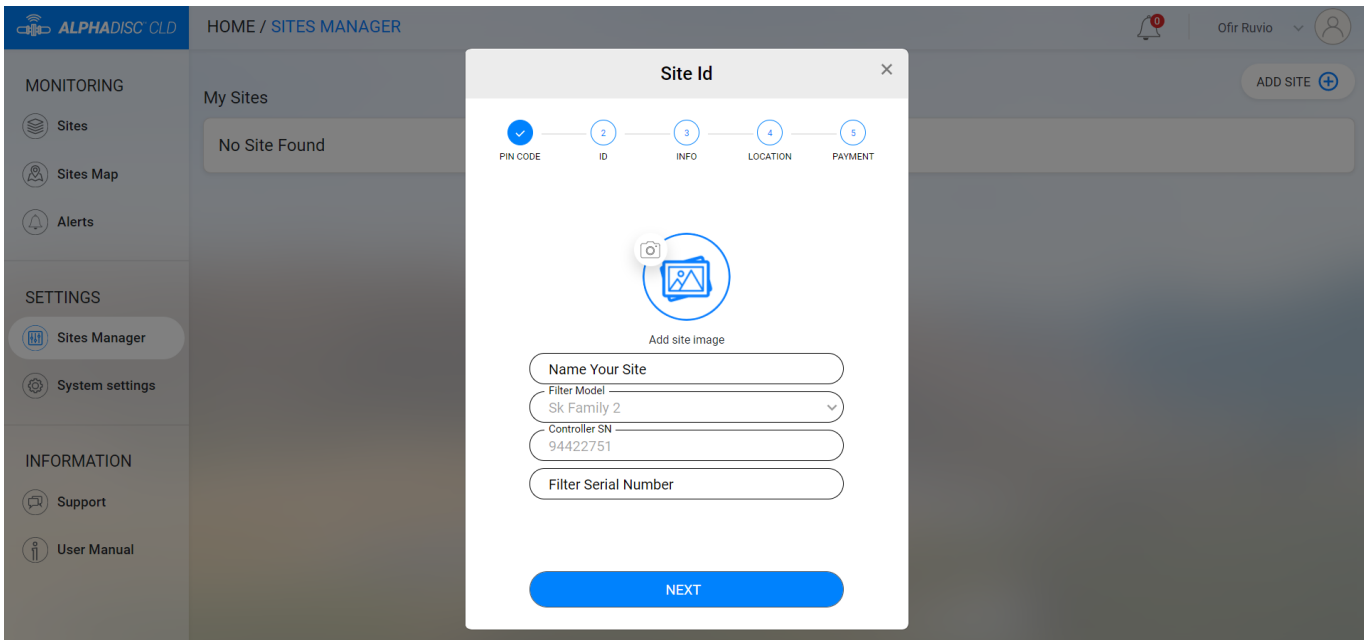 ALPHADISC CLD
HOME / SITES MANAGER
0
Ofir Ruvio
MONITORING
Sites
Sites Map
Alerts
SETTINGS
Sites Manager
System settings
INFORMATION
Support
User Manual
My Sites
ADD SITE
No Site Found
Site Id
2 3 4 5
PIN CODE ID INFO LOCATION PAYMENT
Add site image
Name Your Site
Filter Model
Sk Family 2
Controller SN
94422751
Filter Serial Number
NEXT